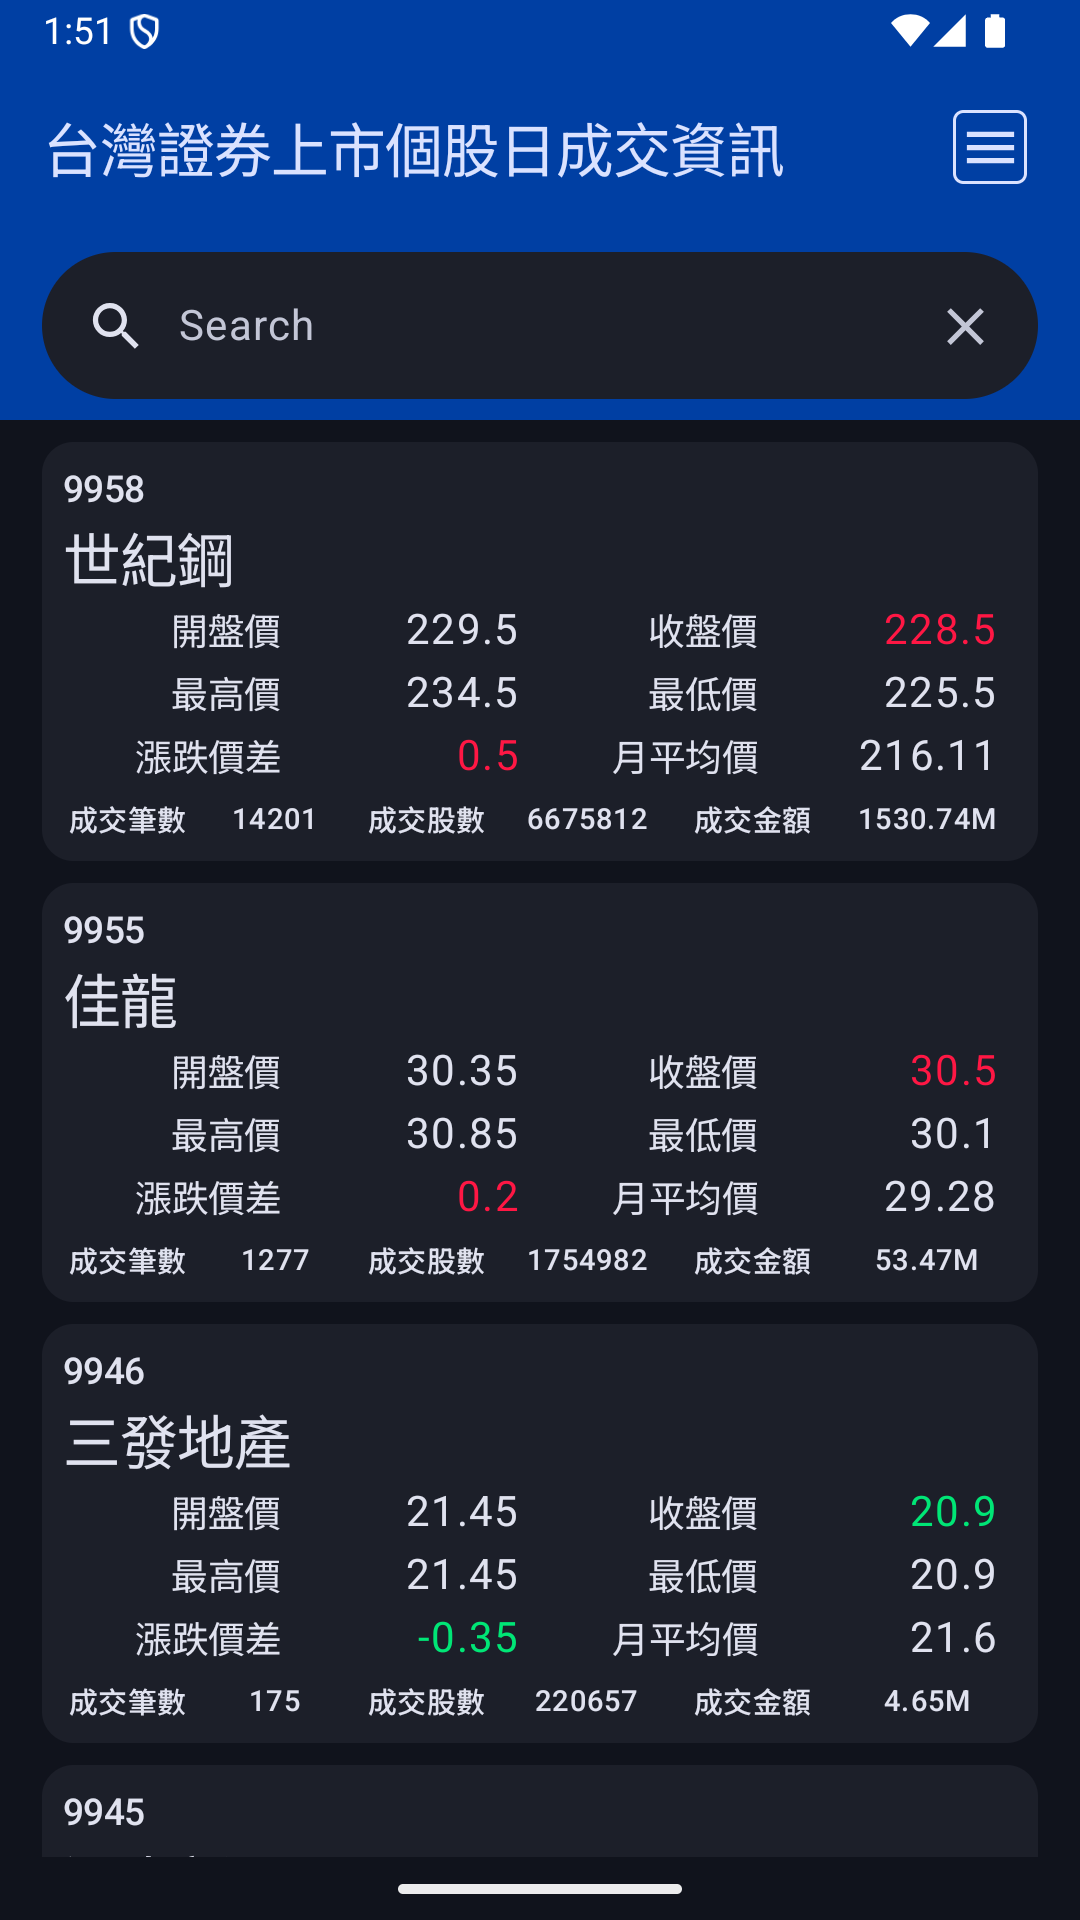 1:51
台灣證券上市個股日成交資訊
Search
9958
世紀鋼
開盤價 229.5 收盤價 228.5
最高價 234.5 最低價 225.5
漲跌價差 0.5 月平均價 216.11
成交筆數 14201 成交股數 6675812 成交金額 1530.74M
9955
佳龍
開盤價 30.35 收盤價 30.5
最高價 30.85 最低價 30.1
漲跌價差 0.2 月平均價 29.28
成交筆數 1277 成交股數 1754982 成交金額 53.47M
9946
三發地產
開盤價 21.45 收盤價 20.9
最高價 21.45 最低價 20.9
漲跌價差 -0.35 月平均價 21.6
成交筆數 175 成交股數 220657 成交金額 4.65M
9945